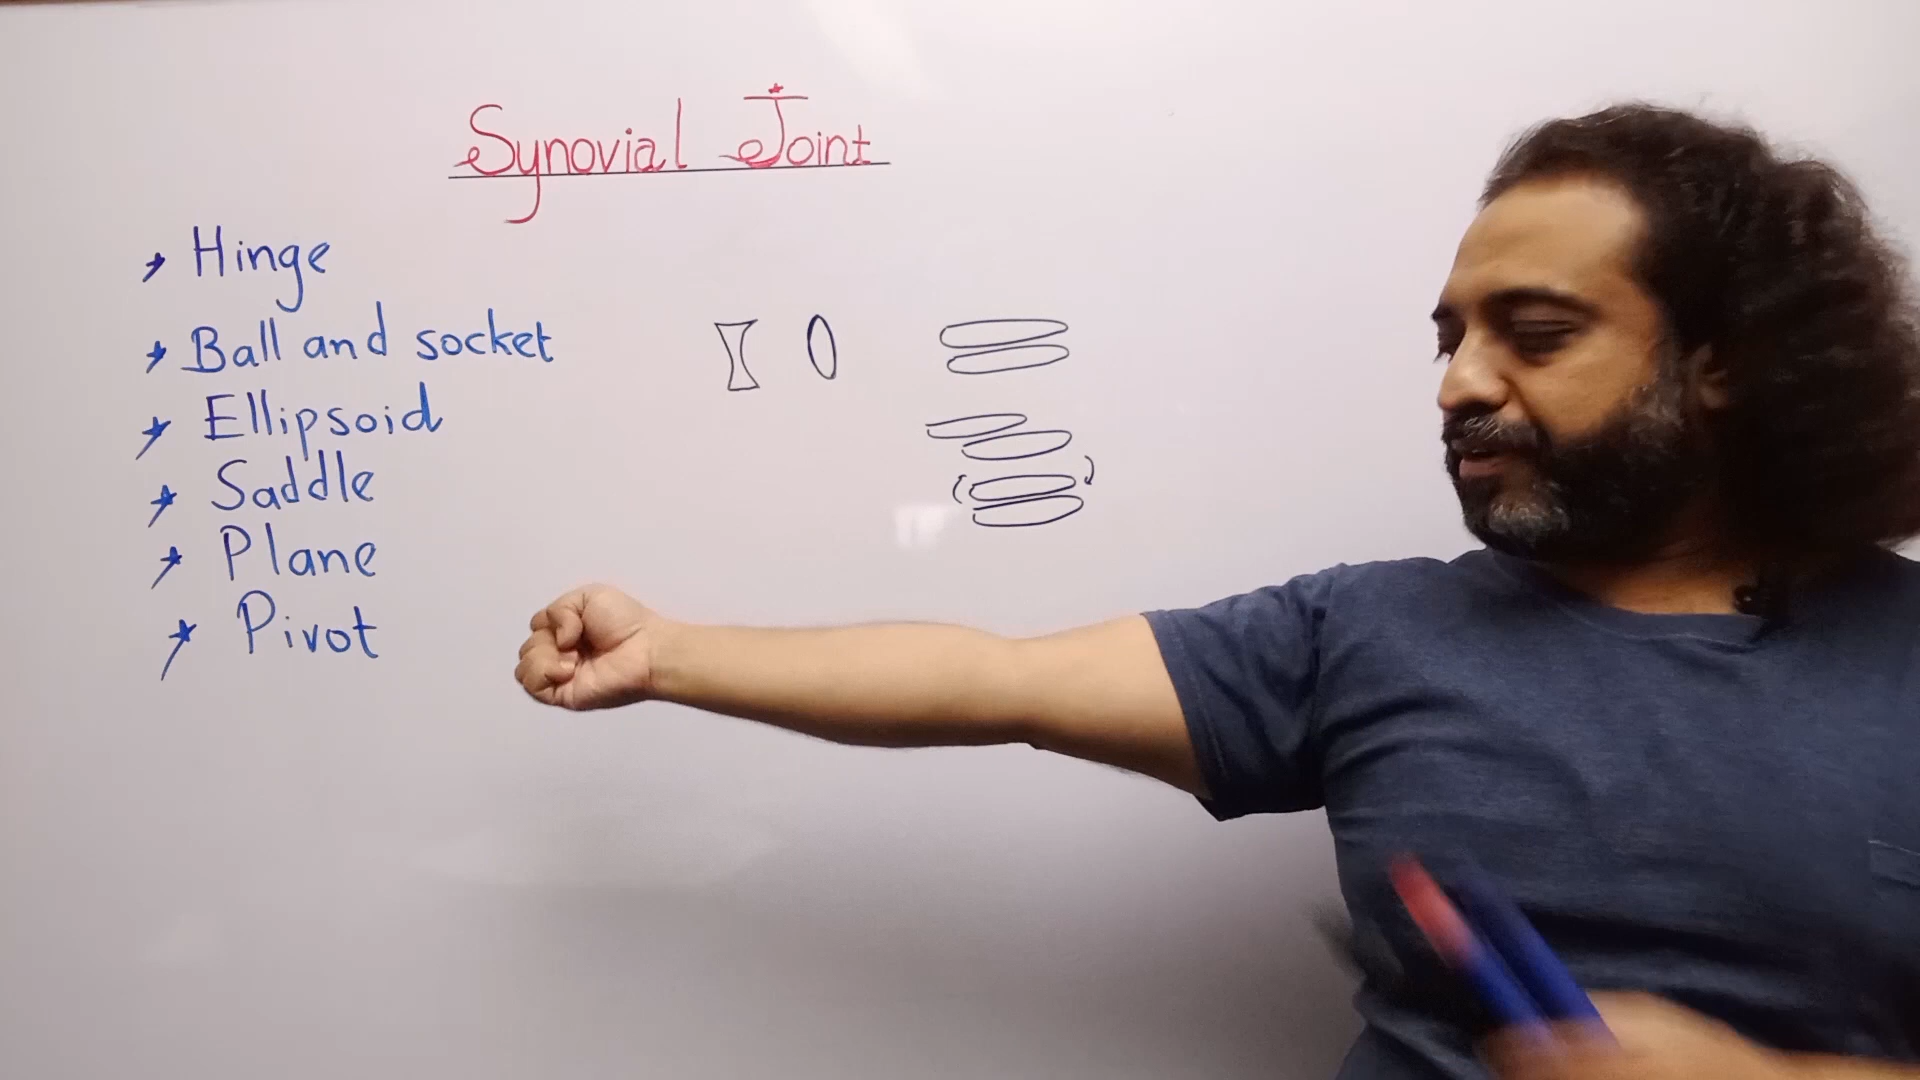 Synovial Joint
Hinge
Ball and socket
Ellipsoid
Saddle
Plane
Pivot